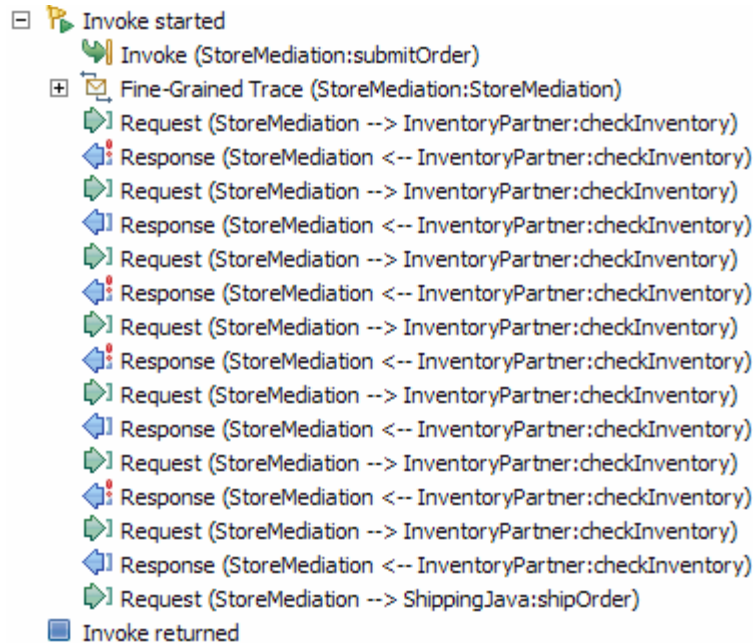 Invoke started
Invoke (StoreMediation:submitOrder)
Fine-Grained Trace (StoreMediation:StoreMediation)
Request (StoreMediation --> InventoryPartner:checkInventory)
Response (StoreMediation <-- InventoryPartner:checkInventory)
Request (StoreMediation --> InventoryPartner:checkInventory)
Response (StoreMediation <-- InventoryPartner:checkInventory)
Request (StoreMediation --> InventoryPartner:checkInventory)
Response (StoreMediation <-- InventoryPartner:checkInventory)
Request (StoreMediation --> InventoryPartner:checkInventory)
Response (StoreMediation <-- InventoryPartner:checkInventory)
Request (StoreMediation --> InventoryPartner:checkInventory)
Response (StoreMediation <-- InventoryPartner:checkInventory)
Request (StoreMediation --> InventoryPartner:checkInventory)
Response (StoreMediation <-- InventoryPartner:checkInventory)
Request (StoreMediation --> InventoryPartner:checkInventory)
Response (StoreMediation <-- InventoryPartner:checkInventory)
Request (StoreMediation --> ShippingJava:shipOrder)
Invoke returned